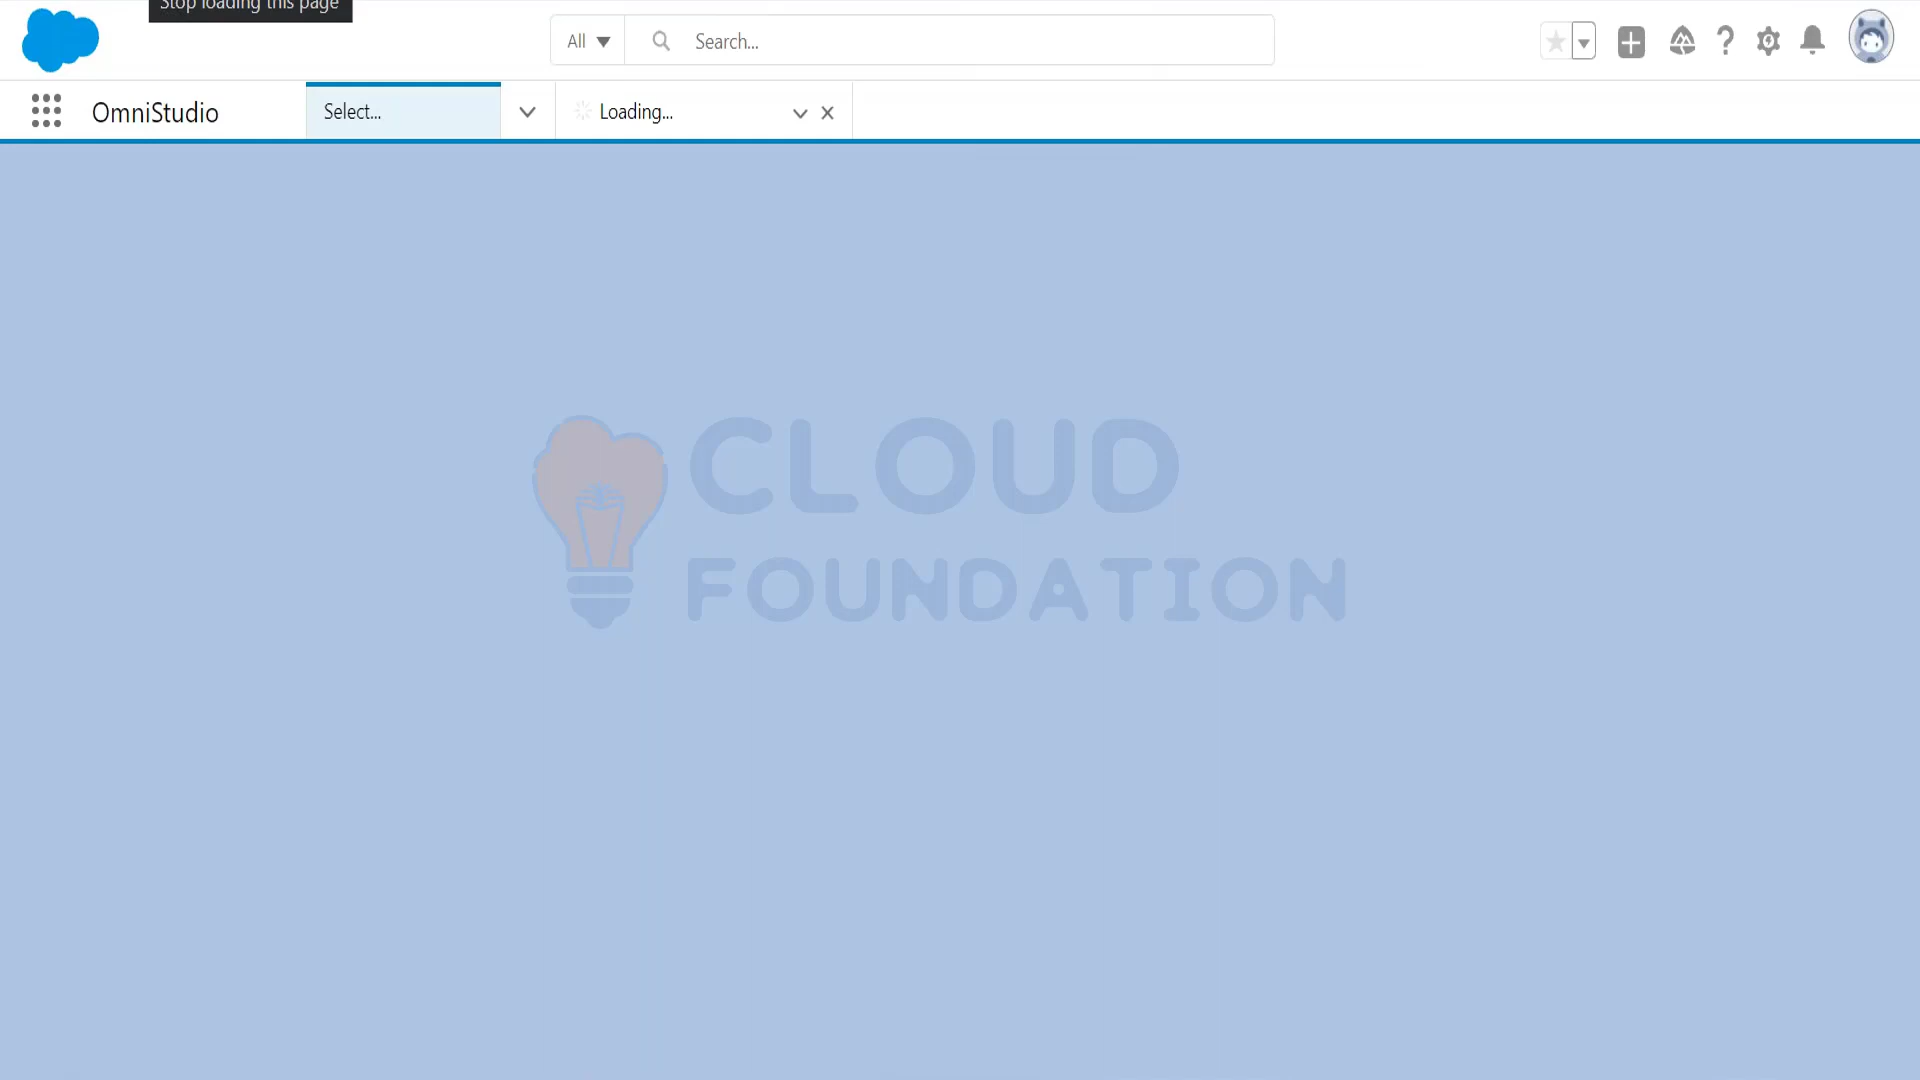 Stop loading this page
All
Search...
OmniStudio
Select...
Loading...
CLOUD
FOUNDATION